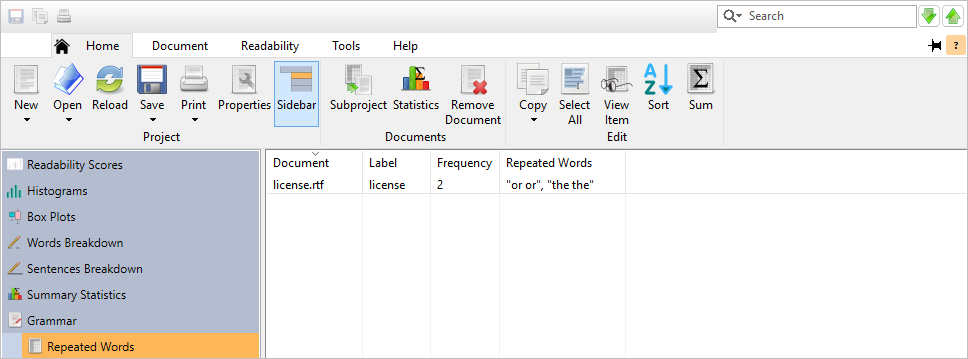 Search
Home Document Readability Tools Help ?
New Open Reload Save Print Properties Sidebar Subproject Statistics Remove Document Copy Select All View Item Sort Sum
Project Documents Edit
Readability Scores
Histograms
Box Plots
Words Breakdown
Sentences Breakdown
Summary Statistics
Grammar
Repeated Words
Document Label Frequency Repeated Words
license.rtf license 2 "or or", "the the"